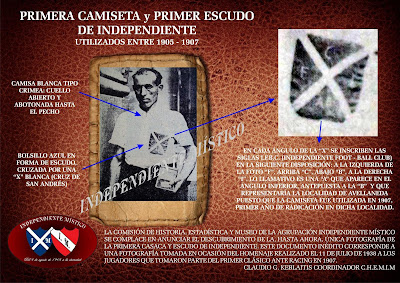 PRIMERA CAMISETA y PRIMER ESCUDO
DE INDEPENDIENTE
UTILIZADOS ENTRE 1905 - 1907
CAMISA BLANCA TIPO
CRIMEA: CUELLO
ABIERTO Y
ABOTONADA HASTA
EL PECHO
BOLSILLO AZUL EN
FORMA DE ESCUDO,
CRUZADA POR UNA
"X" BLANCA (CRUZ DE
SAN ANDRÉS)
INDEPENDIENTE MÍSTICO
EN CADA ÁNGULO DE LA "X" SE INSCRIBEN LAS
SIGLAS I.F.B.C. (INDEPENDIENTE FOOT - BALL CLUB)
EN LA SIGUIENTE DISPOSICIÓN: A LA IZQUIERDA DE
LA FOTO "F", ARRIBA "C", ABAJO "B", A LA DERECHA
"I". LO LLAMATIVO ES UNA "A" QUE APARECE EN EL
ÁNGULO INFERIOR, ANTEPUESTA A LA "B" Y QUE
REPRESENTARÍA LA LOCALIDAD DE AVELLANEDA
PUESTO QUE LA CAMISETA FUE UTILIZADA EN 1907,
PRIMER AÑO DE RADICACIÓN EN DICHA LOCALIDAD.
INDEPENDIENTE MÍSTICO
LA COMISIÓN DE HISTORIA, ESTADÍSTICA Y MUSEO DE LA AGRUPACIÓN INDEPENDIENTE MÍSTICO
SE COMPLACE EN ANUNCIAR EL DESCUBRIMIENTO DE LA, HASTA AHORA, ÚNICA FOTOGRAFÍA DE
LA PRIMERA CASACA Y ESCUDO DE INDEPENDIENTE. ESTE DOCUMENTO INÉDITO CORRESPONDE A
UNA FOTOGRAFÍA TOMADA EN OCASIÓN DEL HOMENAJE REALIZADO EL 11 DE JULIO DE 1938 A LOS
JUGADORES QUE TOMARON PARTE DEL PRIMER CLÁSICO ANTE RACING EN 1907.
CLAUDIO G. KEBLAITIS COORDINADOR C.H.E.M.I.M